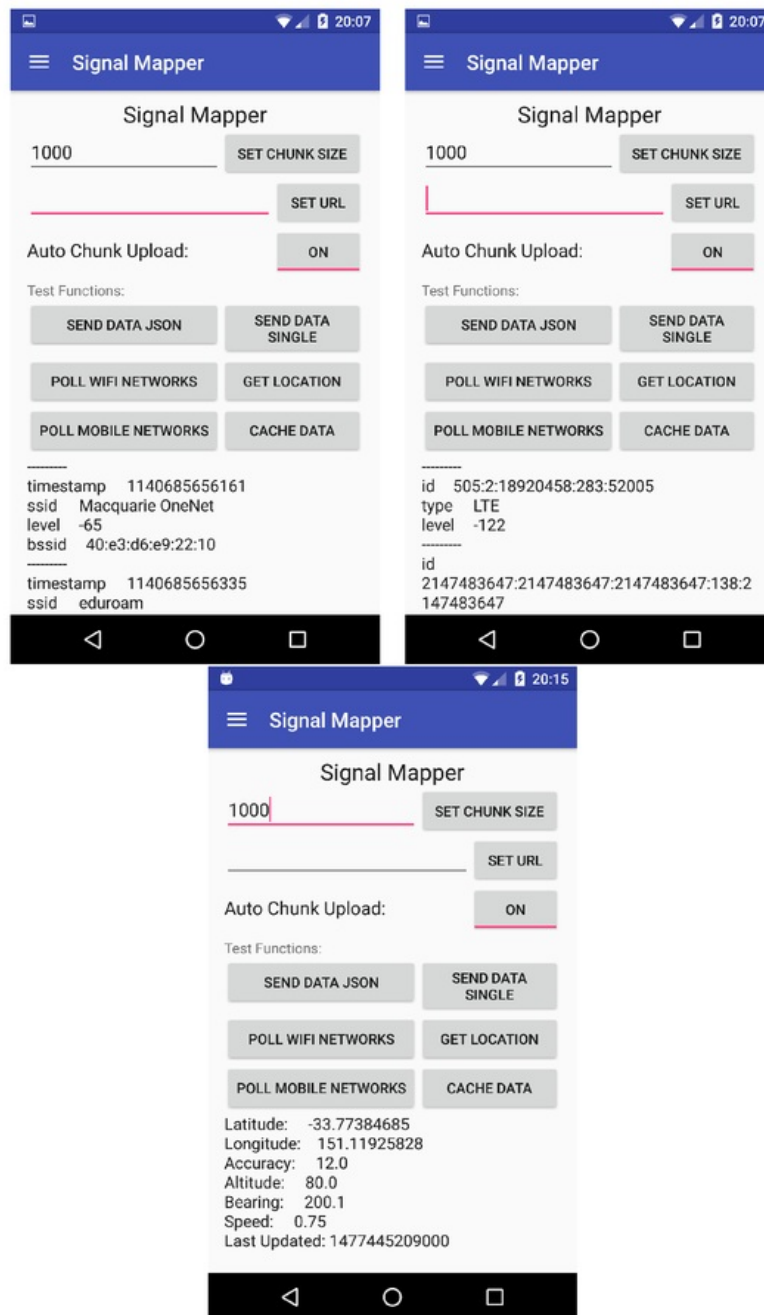 20:07
Signal Mapper
Signal Mapper
1000 SET CHUNK SIZE
SET URL
Auto Chunk Upload: ON
Test Functions:
SEND DATA JSON SEND DATA
SINGLE
POLL WIFI NETWORKS GET LOCATION
POLL MOBILE NETWORKS CACHE DATA
---------
timestamp 1140685656161
ssid Macquarie OneNet
level -65
bssid 40:e3:d6:e9:22:10
---------
timestamp 1140685656335
ssid eduroam
20:07
Signal Mapper
Signal Mapper
1000 SET CHUNK SIZE
SET URL
Auto Chunk Upload: ON
Test Functions:
SEND DATA JSON SEND DATA
SINGLE
POLL WIFI NETWORKS GET LOCATION
POLL MOBILE NETWORKS CACHE DATA
---------
id 505:2:18920458:283:52005
type LTE
level -122
---------
id
2147483647:2147483647:2147483647:138:2
147483647
20:15
Signal Mapper
Signal Mapper
1000 SET CHUNK SIZE
SET URL
Auto Chunk Upload: ON
Test Functions:
SEND DATA JSON SEND DATA
SINGLE
POLL WIFI NETWORKS GET LOCATION
POLL MOBILE NETWORKS CACHE DATA
Latitude: -33.77384685
Longitude: 151.11925828
Accuracy: 12.0
Altitude: 80.0
Bearing: 200.1
Speed: 0.75
Last Updated: 1477445209000